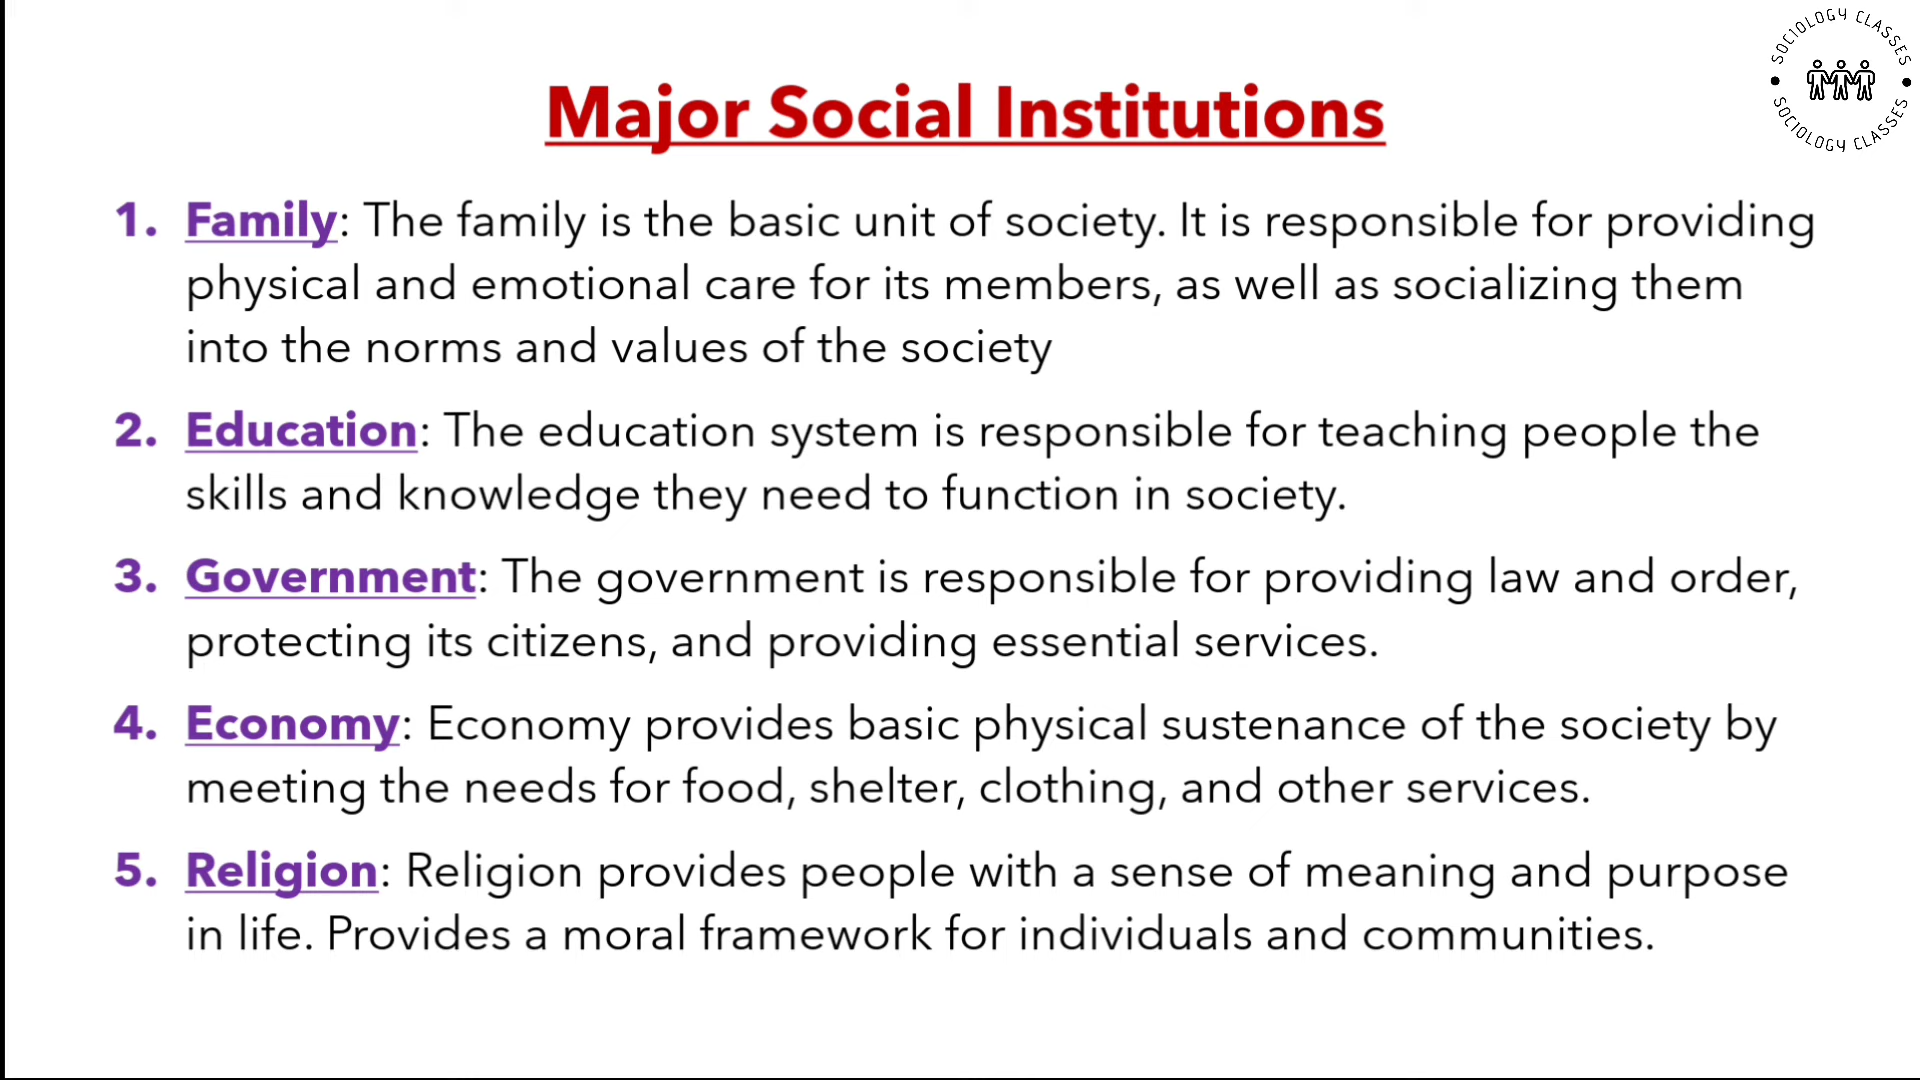 SOCIOLOGY CLASSES
SOCIOLOGY CLASSES
Major Social Institutions
1. Family: The family is the basic unit of society. It is responsible for providing
physical and emotional care for its members, as well as socializing them
into the norms and values of the society
2. Education: The education system is responsible for teaching people the
skills and knowledge they need to function in society.
3. Government: The government is responsible for providing law and order,
protecting its citizens, and providing essential services.
4. Economy: Economy provides basic physical sustenance of the society by
meeting the needs for food, shelter, clothing, and other services.
5. Religion: Religion provides people with a sense of meaning and purpose
in life. Provides a moral framework for individuals and communities.